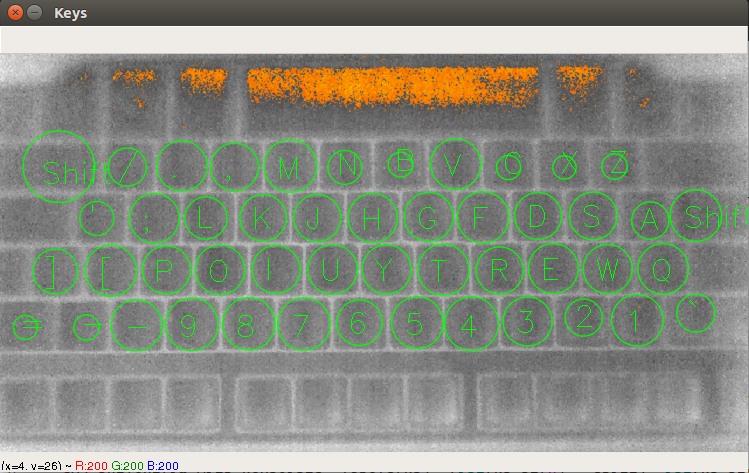 Keys
Shi / . , M N B V C X Z
' ; L K J H G F D S A Shi
] [ P O I U Y T R E W Q
= - 9 8 7 6 5 4 3 2 1 `
(x=4, y=26) ~ R:200 G:200 B:200